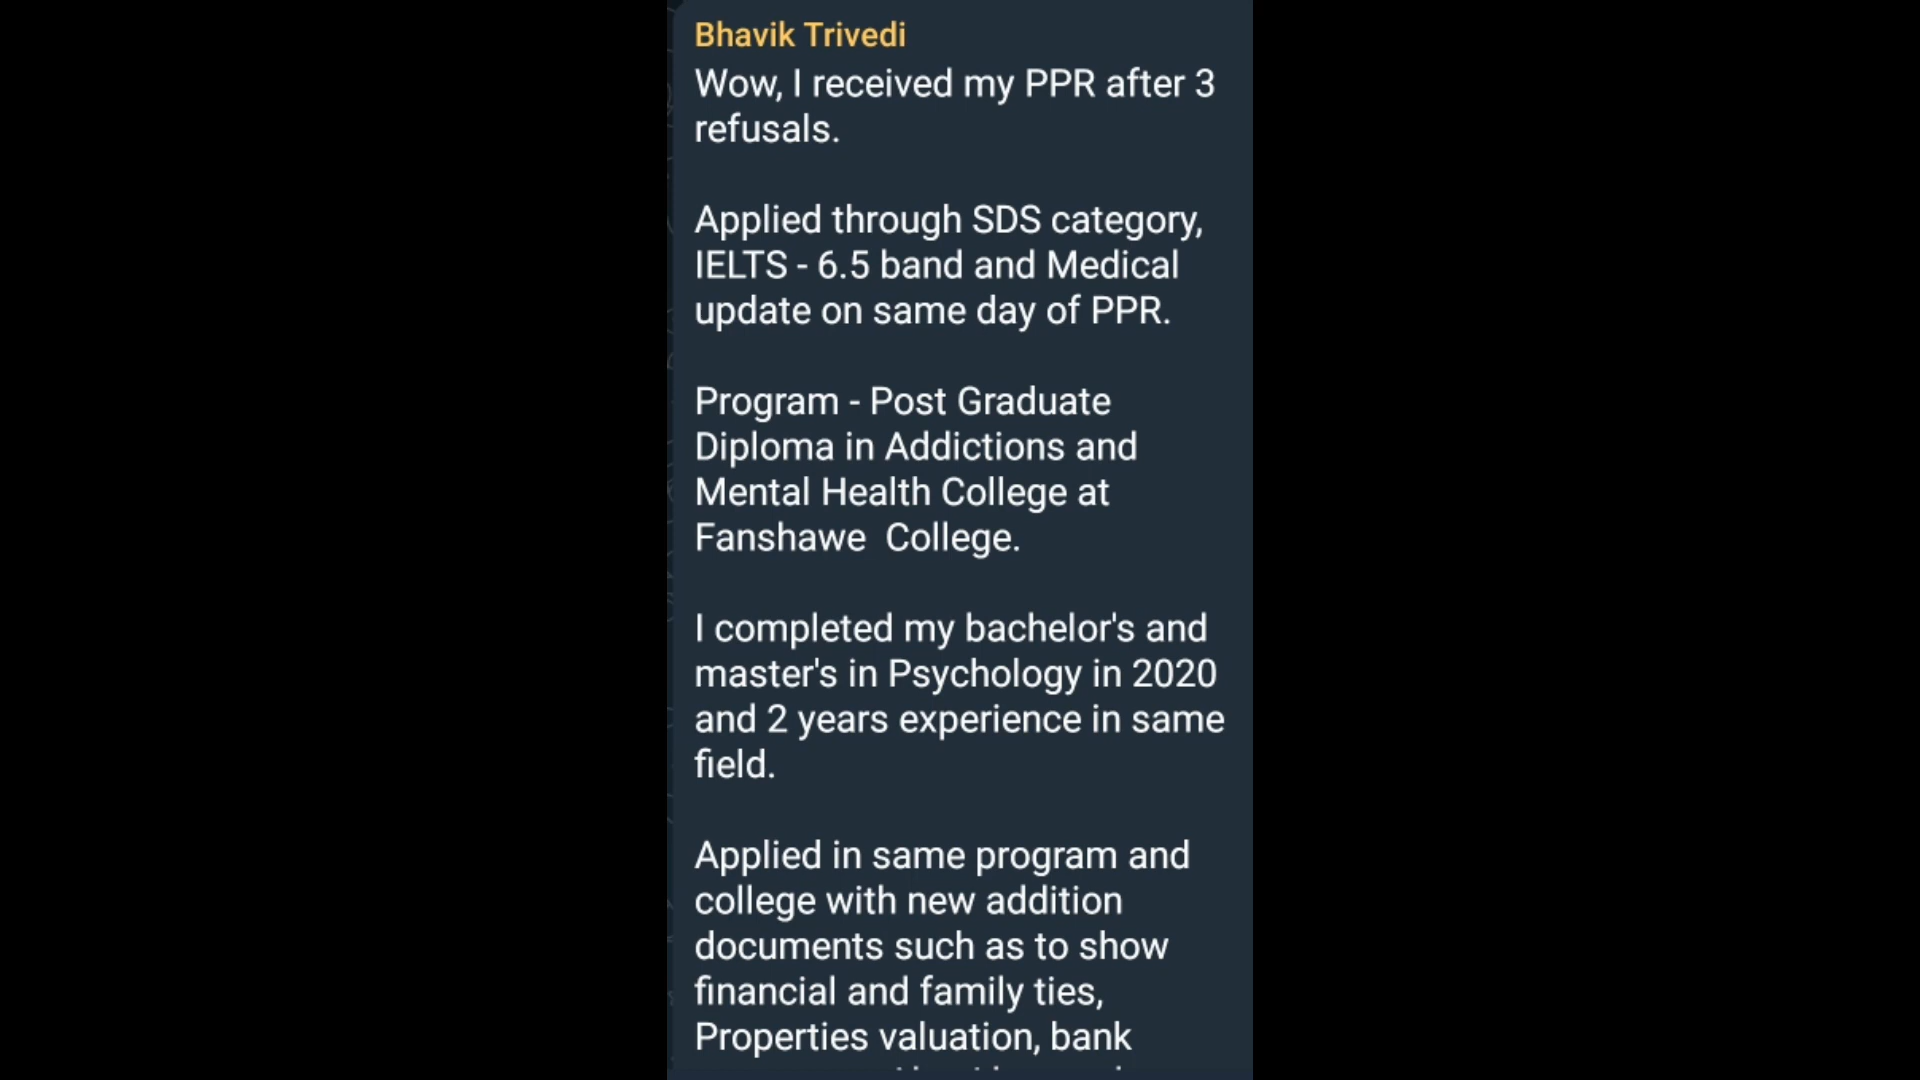 Bhavik Trivedi
Wow, I received my PPR after 3
refusals.
Applied through SDS category,
IELTS - 6.5 band and Medical
update on same day of PPR.
Program - Post Graduate
Diploma in Addictions and
Mental Health College at
Fanshawe  College.
I completed my bachelor's and
master's in Psychology in 2020
and 2 years experience in same
field.
Applied in same program and
college with new addition
documents such as to show
financial and family ties,
Properties valuation, bank